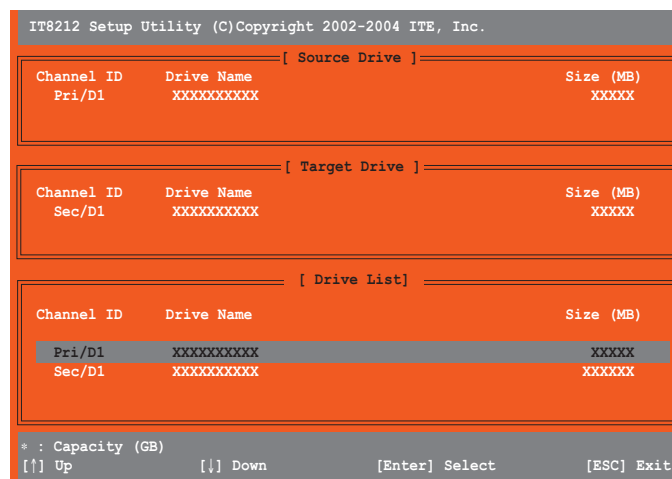 IT8212 Setup Utility (C)Copyright 2002-2004 ITE, Inc.
[ Source Drive ]
Channel ID Drive Name Size (MB)
Pri/D1 XXXXXXXXXX XXXXX
[ Target Drive ]
Channel ID Drive Name Size (MB)
Sec/D1 XXXXXXXXXX XXXXX
[ Drive List]
Channel ID Drive Name Size (MB)
Pri/D1 XXXXXXXXXX XXXXX
Sec/D1 XXXXXXXXXX XXXXXX
* : Capacity (GB)
[↑] Up [↓] Down [Enter] Select [ESC] Exit